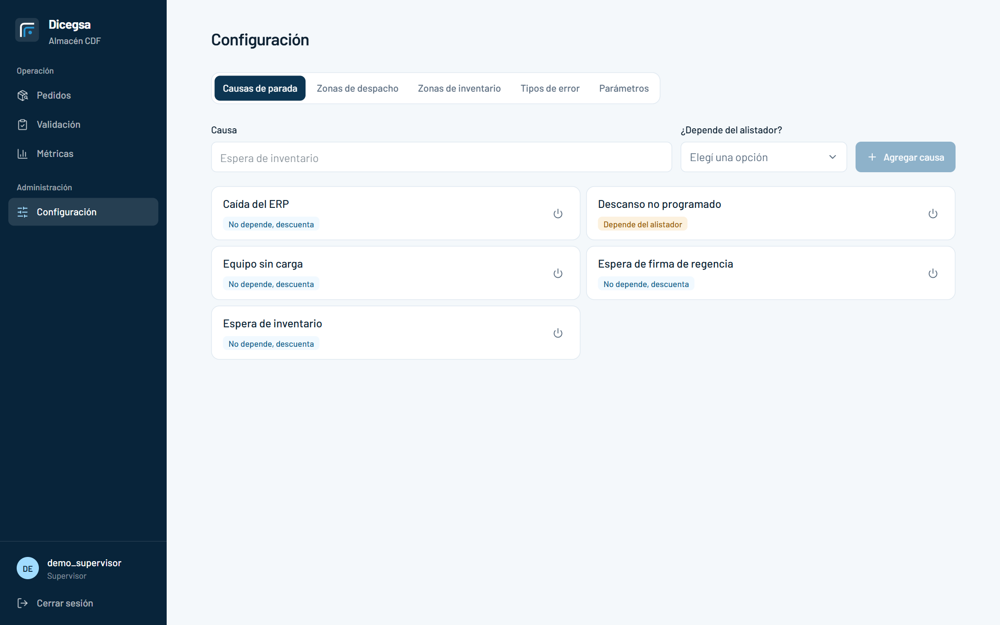 Dicegsa
Almacén CDF
Operación
Pedidos
Validación
Métricas
Administración
Configuración
demo_supervisor
DE
Supervisor
Cerrar sesión
Configuración
Causas de parada
Zonas de despacho
Zonas de inventario
Tipos de error
Parámetros
Causa
¿Depende del alistador?
Espera de inventario
Elegí una opción
Agregar causa
Caída del ERP
No depende, descuenta
Descanso no programado
Depende del alistador
Equipo sin carga
No depende, descuenta
Espera de firma de regencia
No depende, descuenta
Espera de inventario
No depende, descuenta